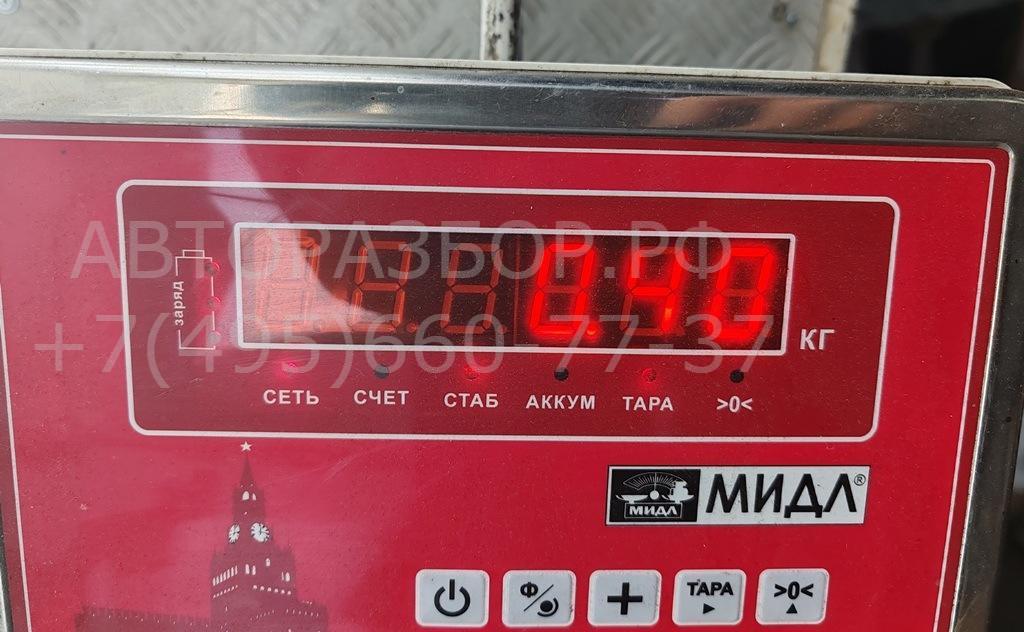 АВТОРАЗБОР.РФ
+7(495)660-77-37
заряд
0.40
КГ
СЕТЬ СЧЕТ СТАБ АККУМ ТАРА >0<
МИДЛ МИДЛ®
Ф ТАРА >0<